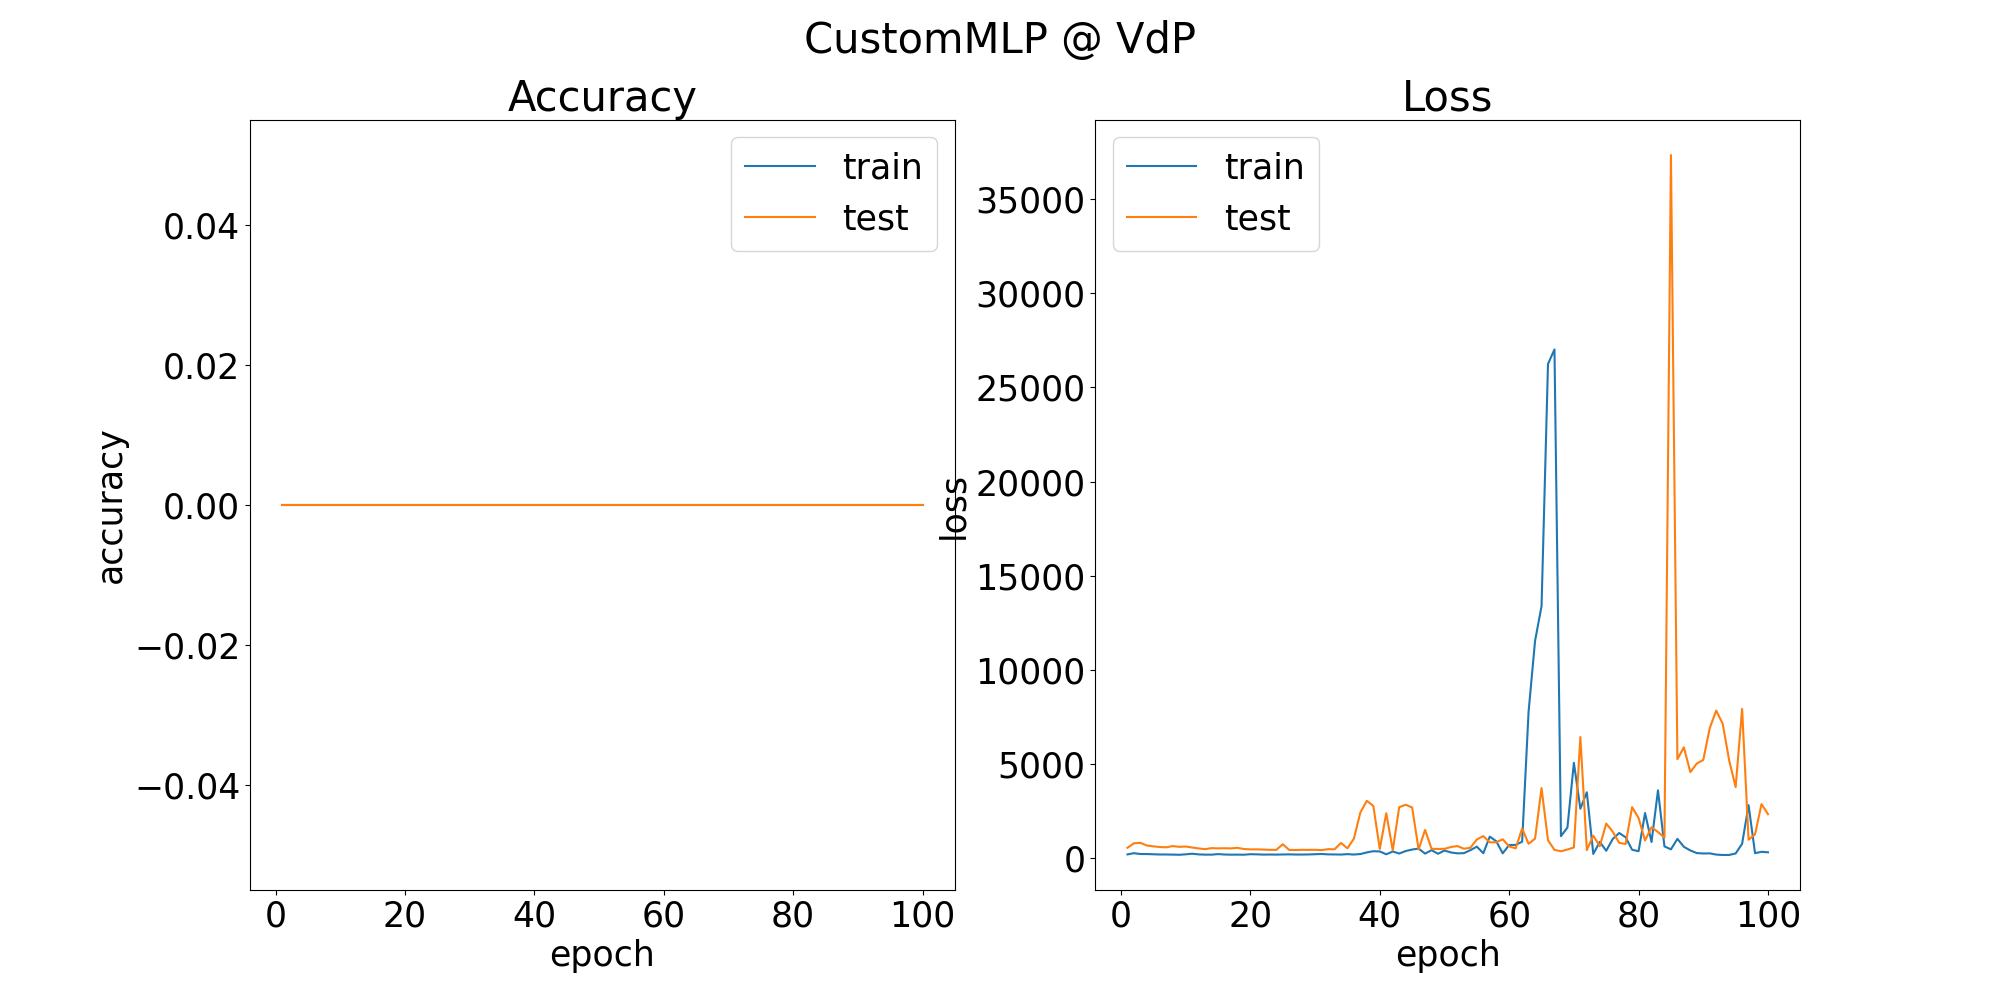 CustomMLP @ VdP
Accuracy
train
test
0.04
0.02
0.00
−0.02
−0.04
accuracy
0 20 40 60 80 100
epoch
Loss
train
test
35000
30000
25000
20000
15000
10000
5000
0
loss
0 20 40 60 80 100
epoch